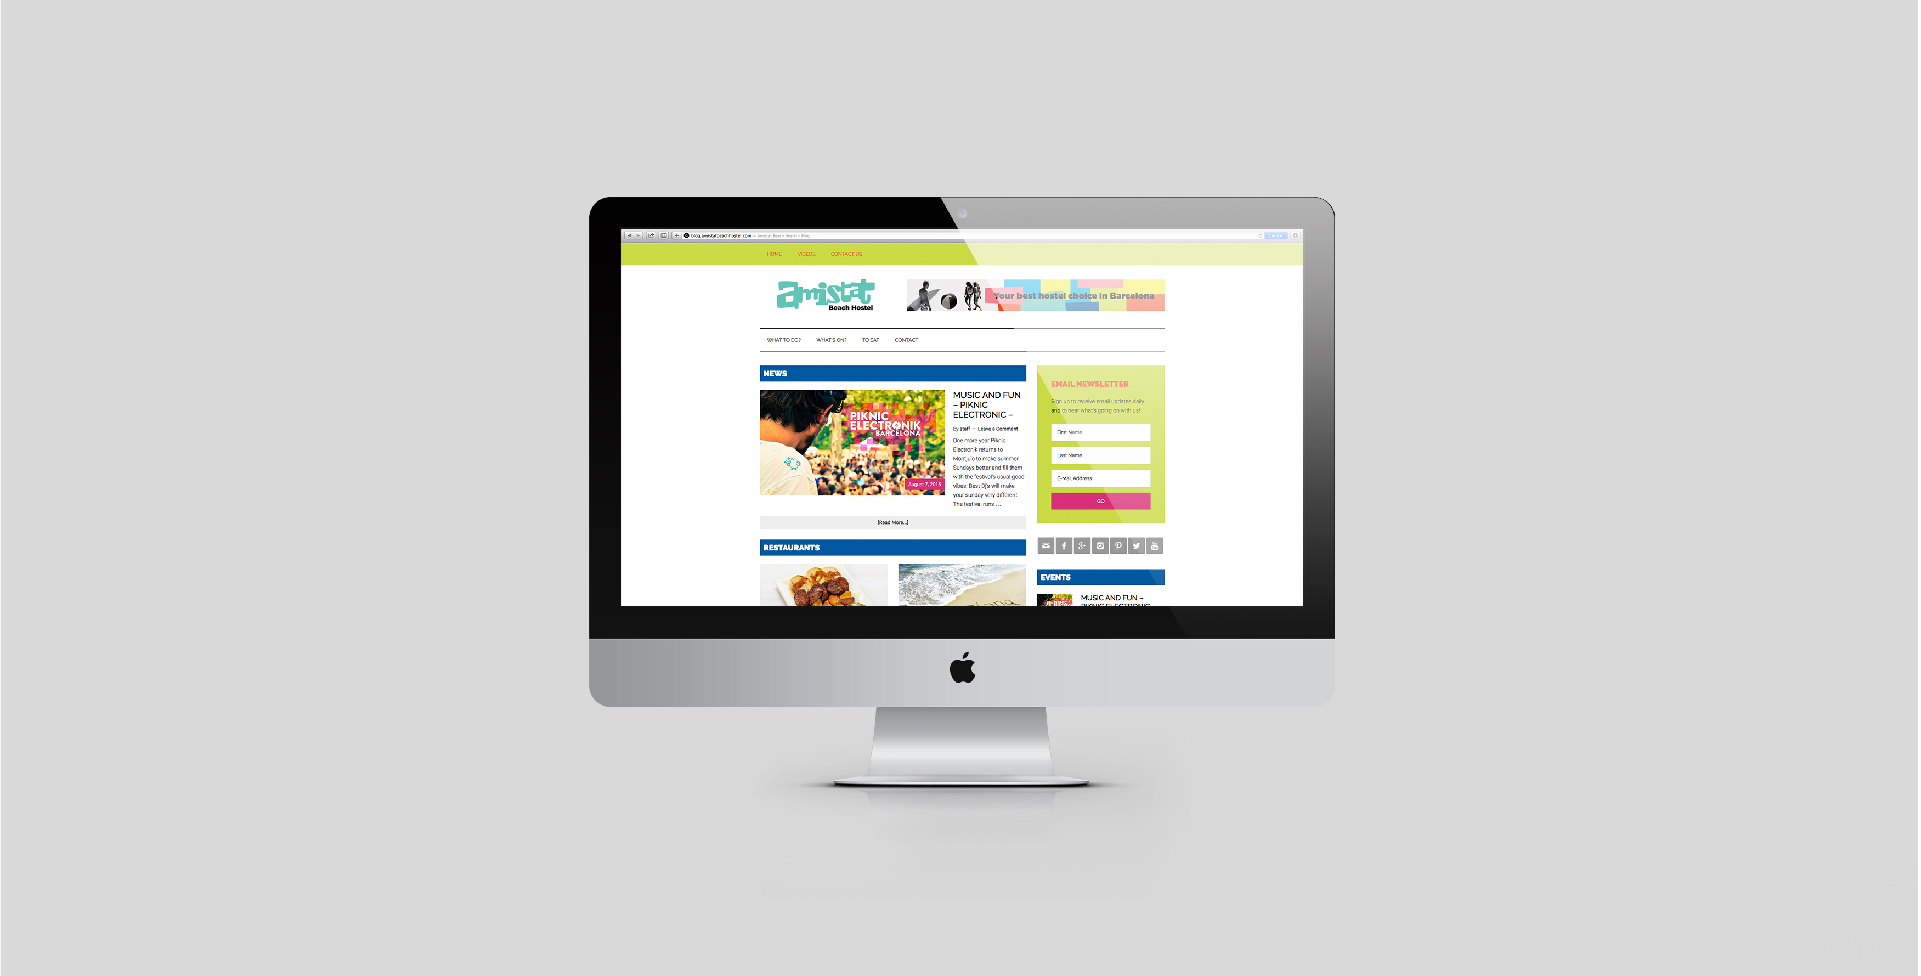 blog.amistatbeachhostel.com — Amistat Beach Hostel - Blog
HOME VIDEOS CONTACT US
amistat
Beach Hostel
Your best hostel choice in Barcelona
WHAT TO DO? WHAT'S ON? TO EAT CONTACT
NEWS
PIKNIC
ELECTRONIK
BARCELONA
August 7, 2015
MUSIC AND FUN
– PIKNIC
ELECTRONIC –
By Staff — Leave a Comment
One more year Piknic
Electronik returns to
Montjuïc to make summer
Sundays better and fill them
with the festival's usual good
vibes. Best Dj's will make
your sunday very different.
The festival runs ...
[Read More...]
RESTAURANTS
EMAIL NEWSLETTER
Sign up to receive email updates daily
and to hear what's going on with us!
First Name
Last Name
E-Mail Address
GO
EVENTS
MUSIC AND FUN –
PIKNIC ELECTRONIC